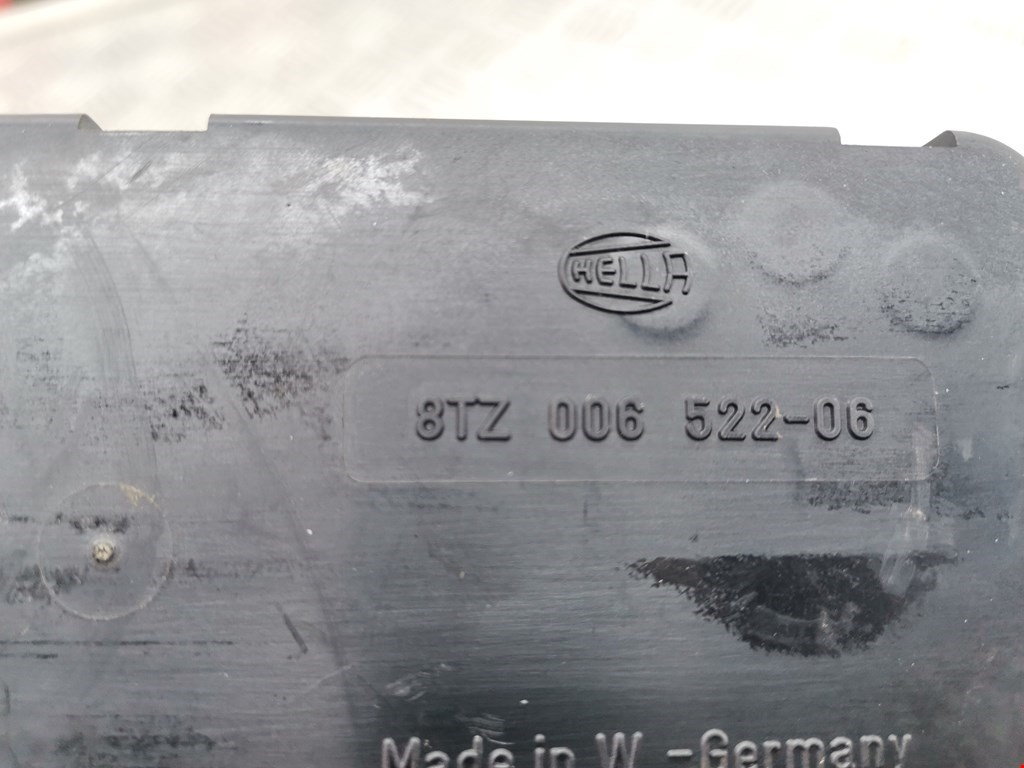 HELLA
8TZ 006 522-06
Made in W.-Germany